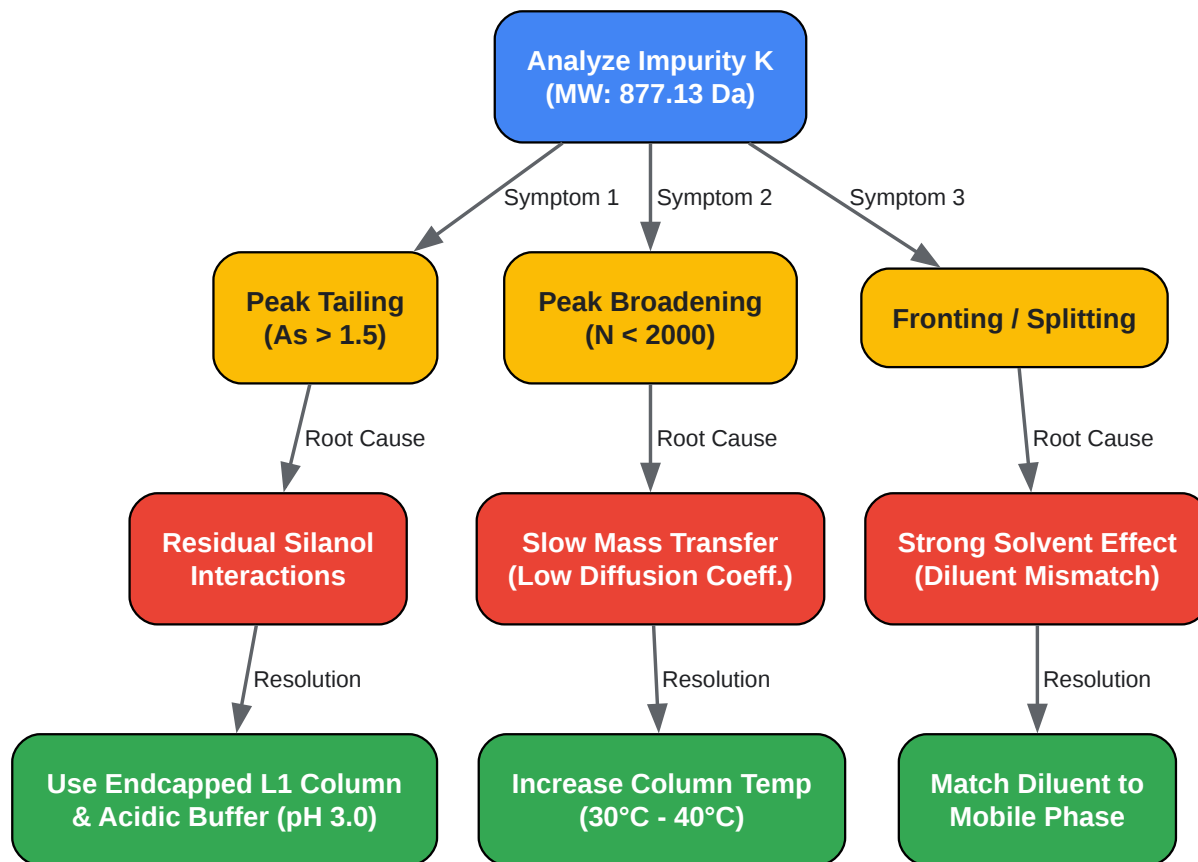 Analyze Impurity K
(MW: 877.13 Da)
Symptom 1
Symptom 2
Symptom 3
Peak Tailing
(As > 1.5)
Peak Broadening
(N < 2000)
Fronting / Splitting
Root Cause
Root Cause
Root Cause
Residual Silanol
Interactions
Slow Mass Transfer
(Low Diffusion Coeff.)
Strong Solvent Effect
(Diluent Mismatch)
Resolution
Resolution
Resolution
Use Endcapped L1 Column
& Acidic Buffer (pH 3.0)
Increase Column Temp
(30°C - 40°C)
Match Diluent to
Mobile Phase